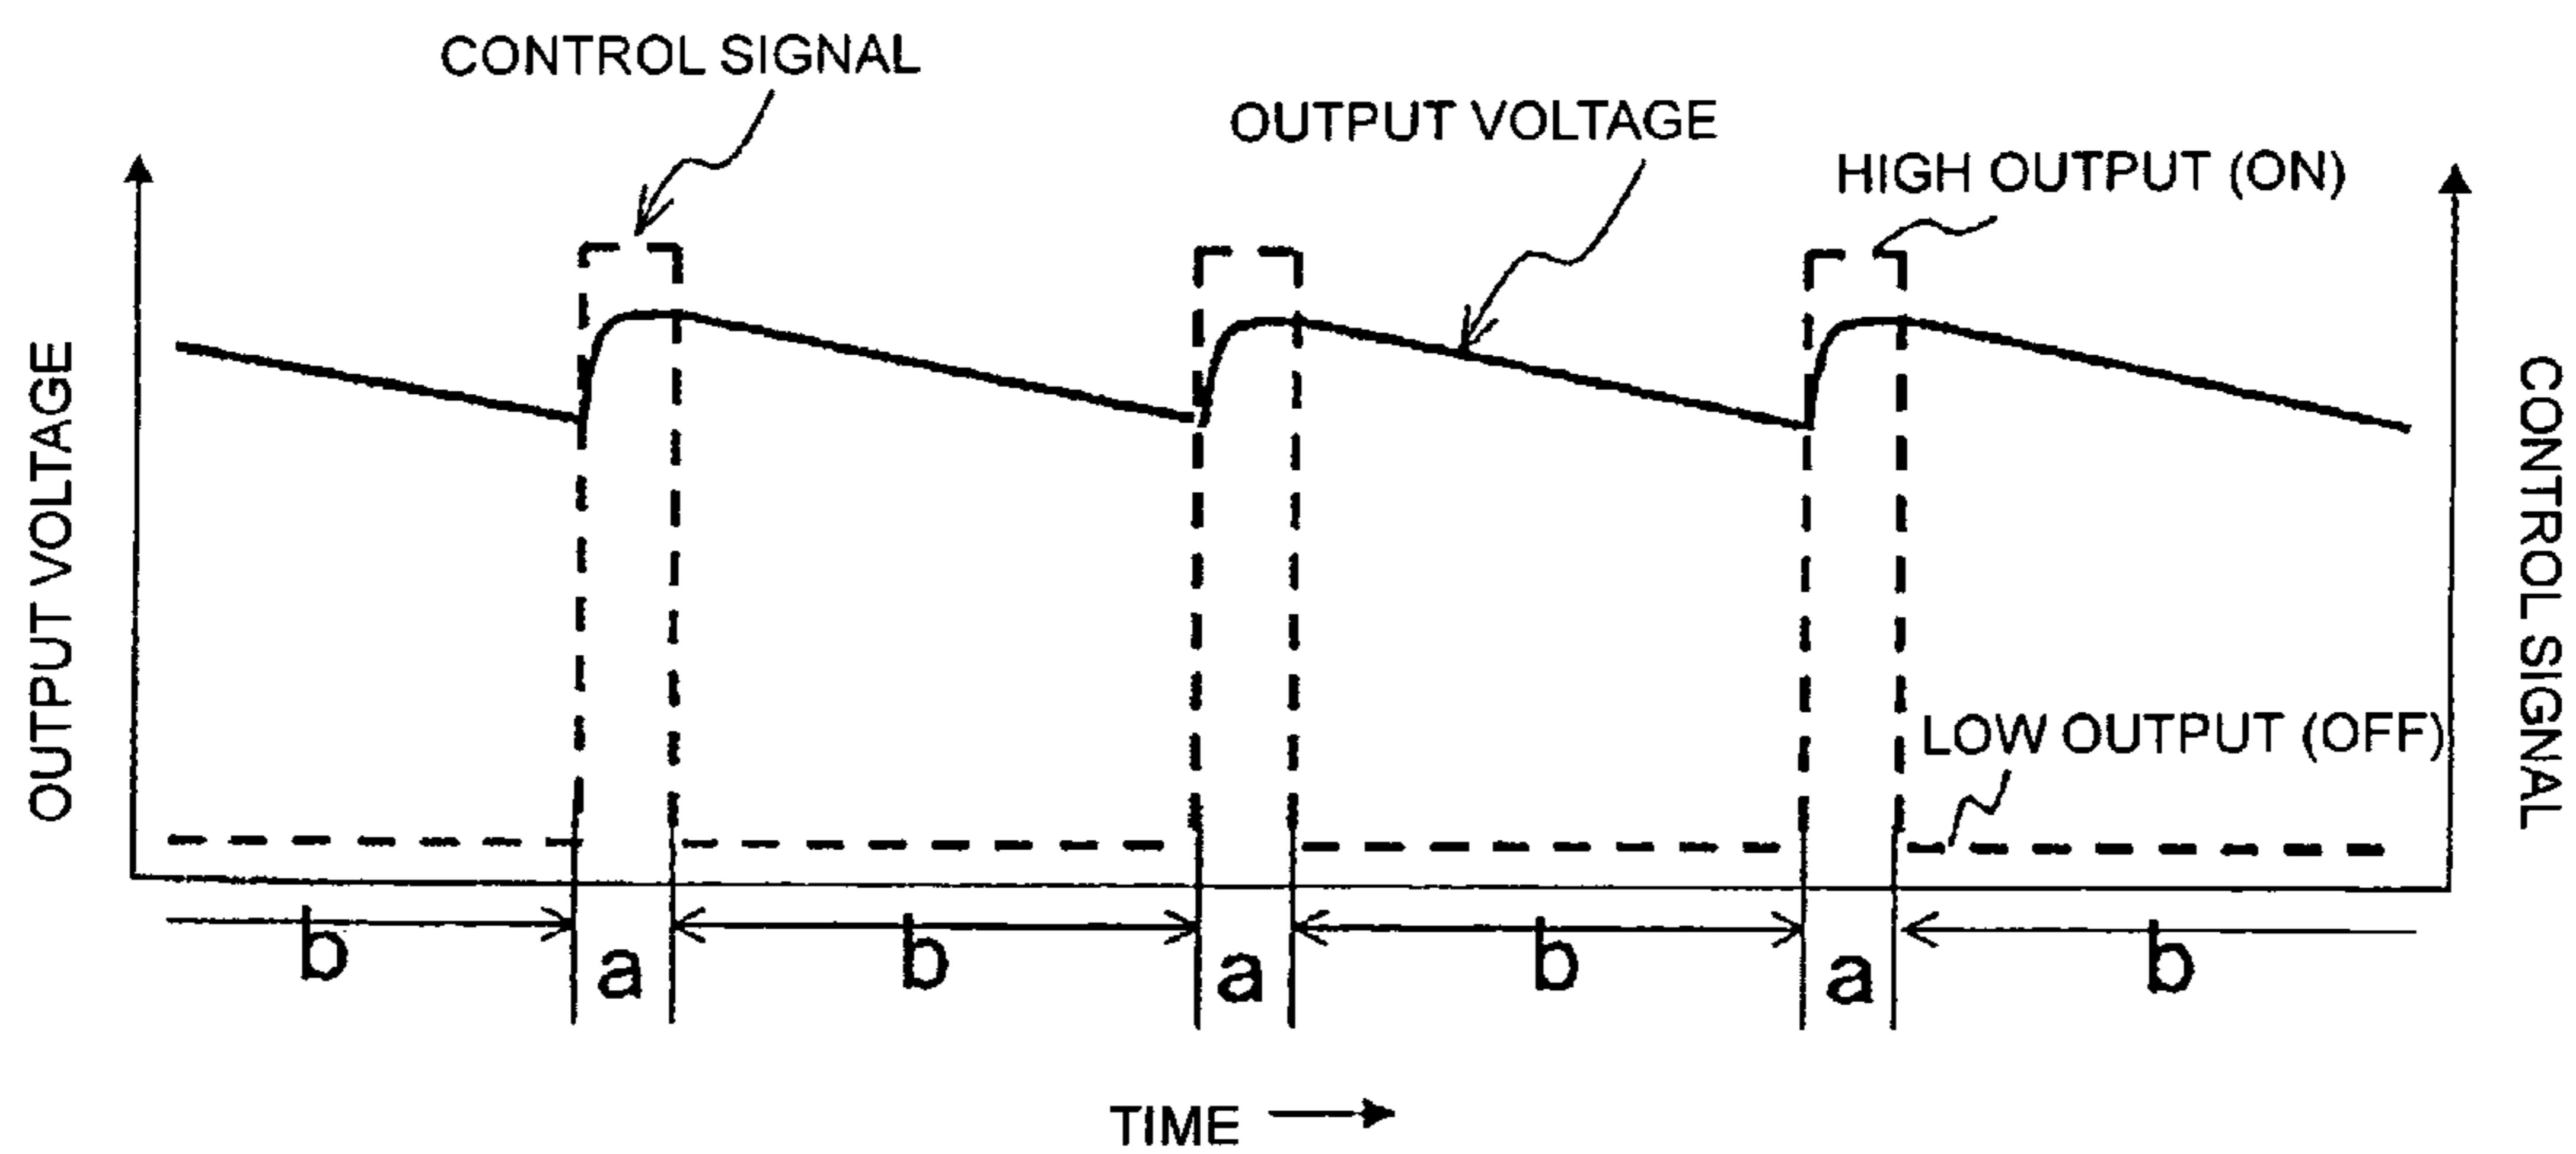 CONTROL SIGNAL
OUTPUT VOLTAGE
HIGH OUTPUT (ON)
OUTPUT VOLTAGE
CONTROL SIGNAL
LOW OUTPUT (OFF)
b a b a b a b
TIME